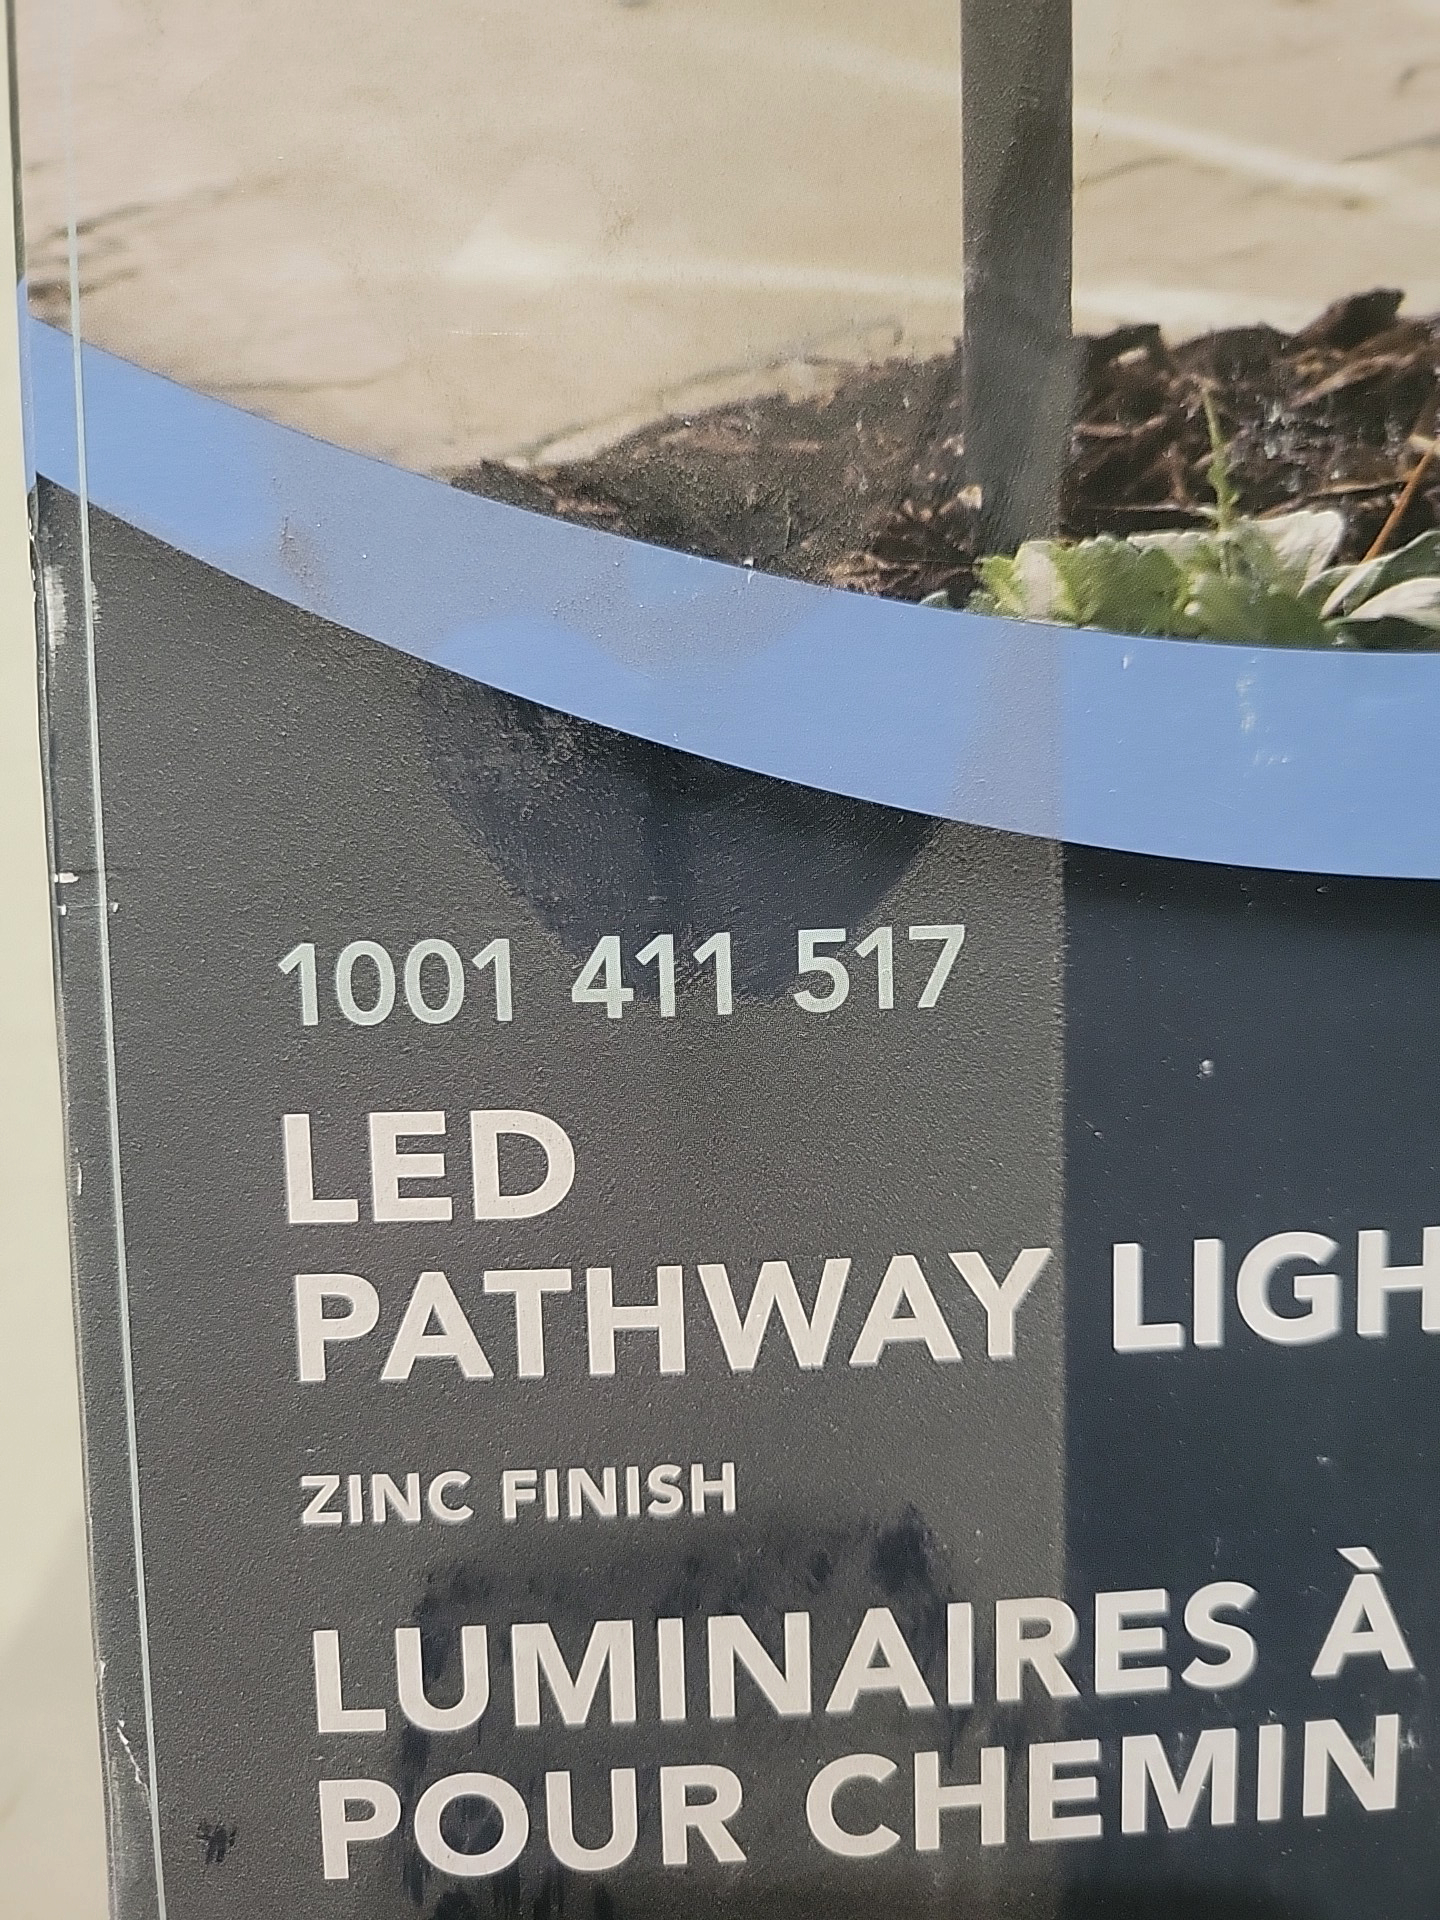 1001 411 517
LED
PATHWAY LIGH
ZINC FINISH
LUMINAIRES À
POUR CHEMIN